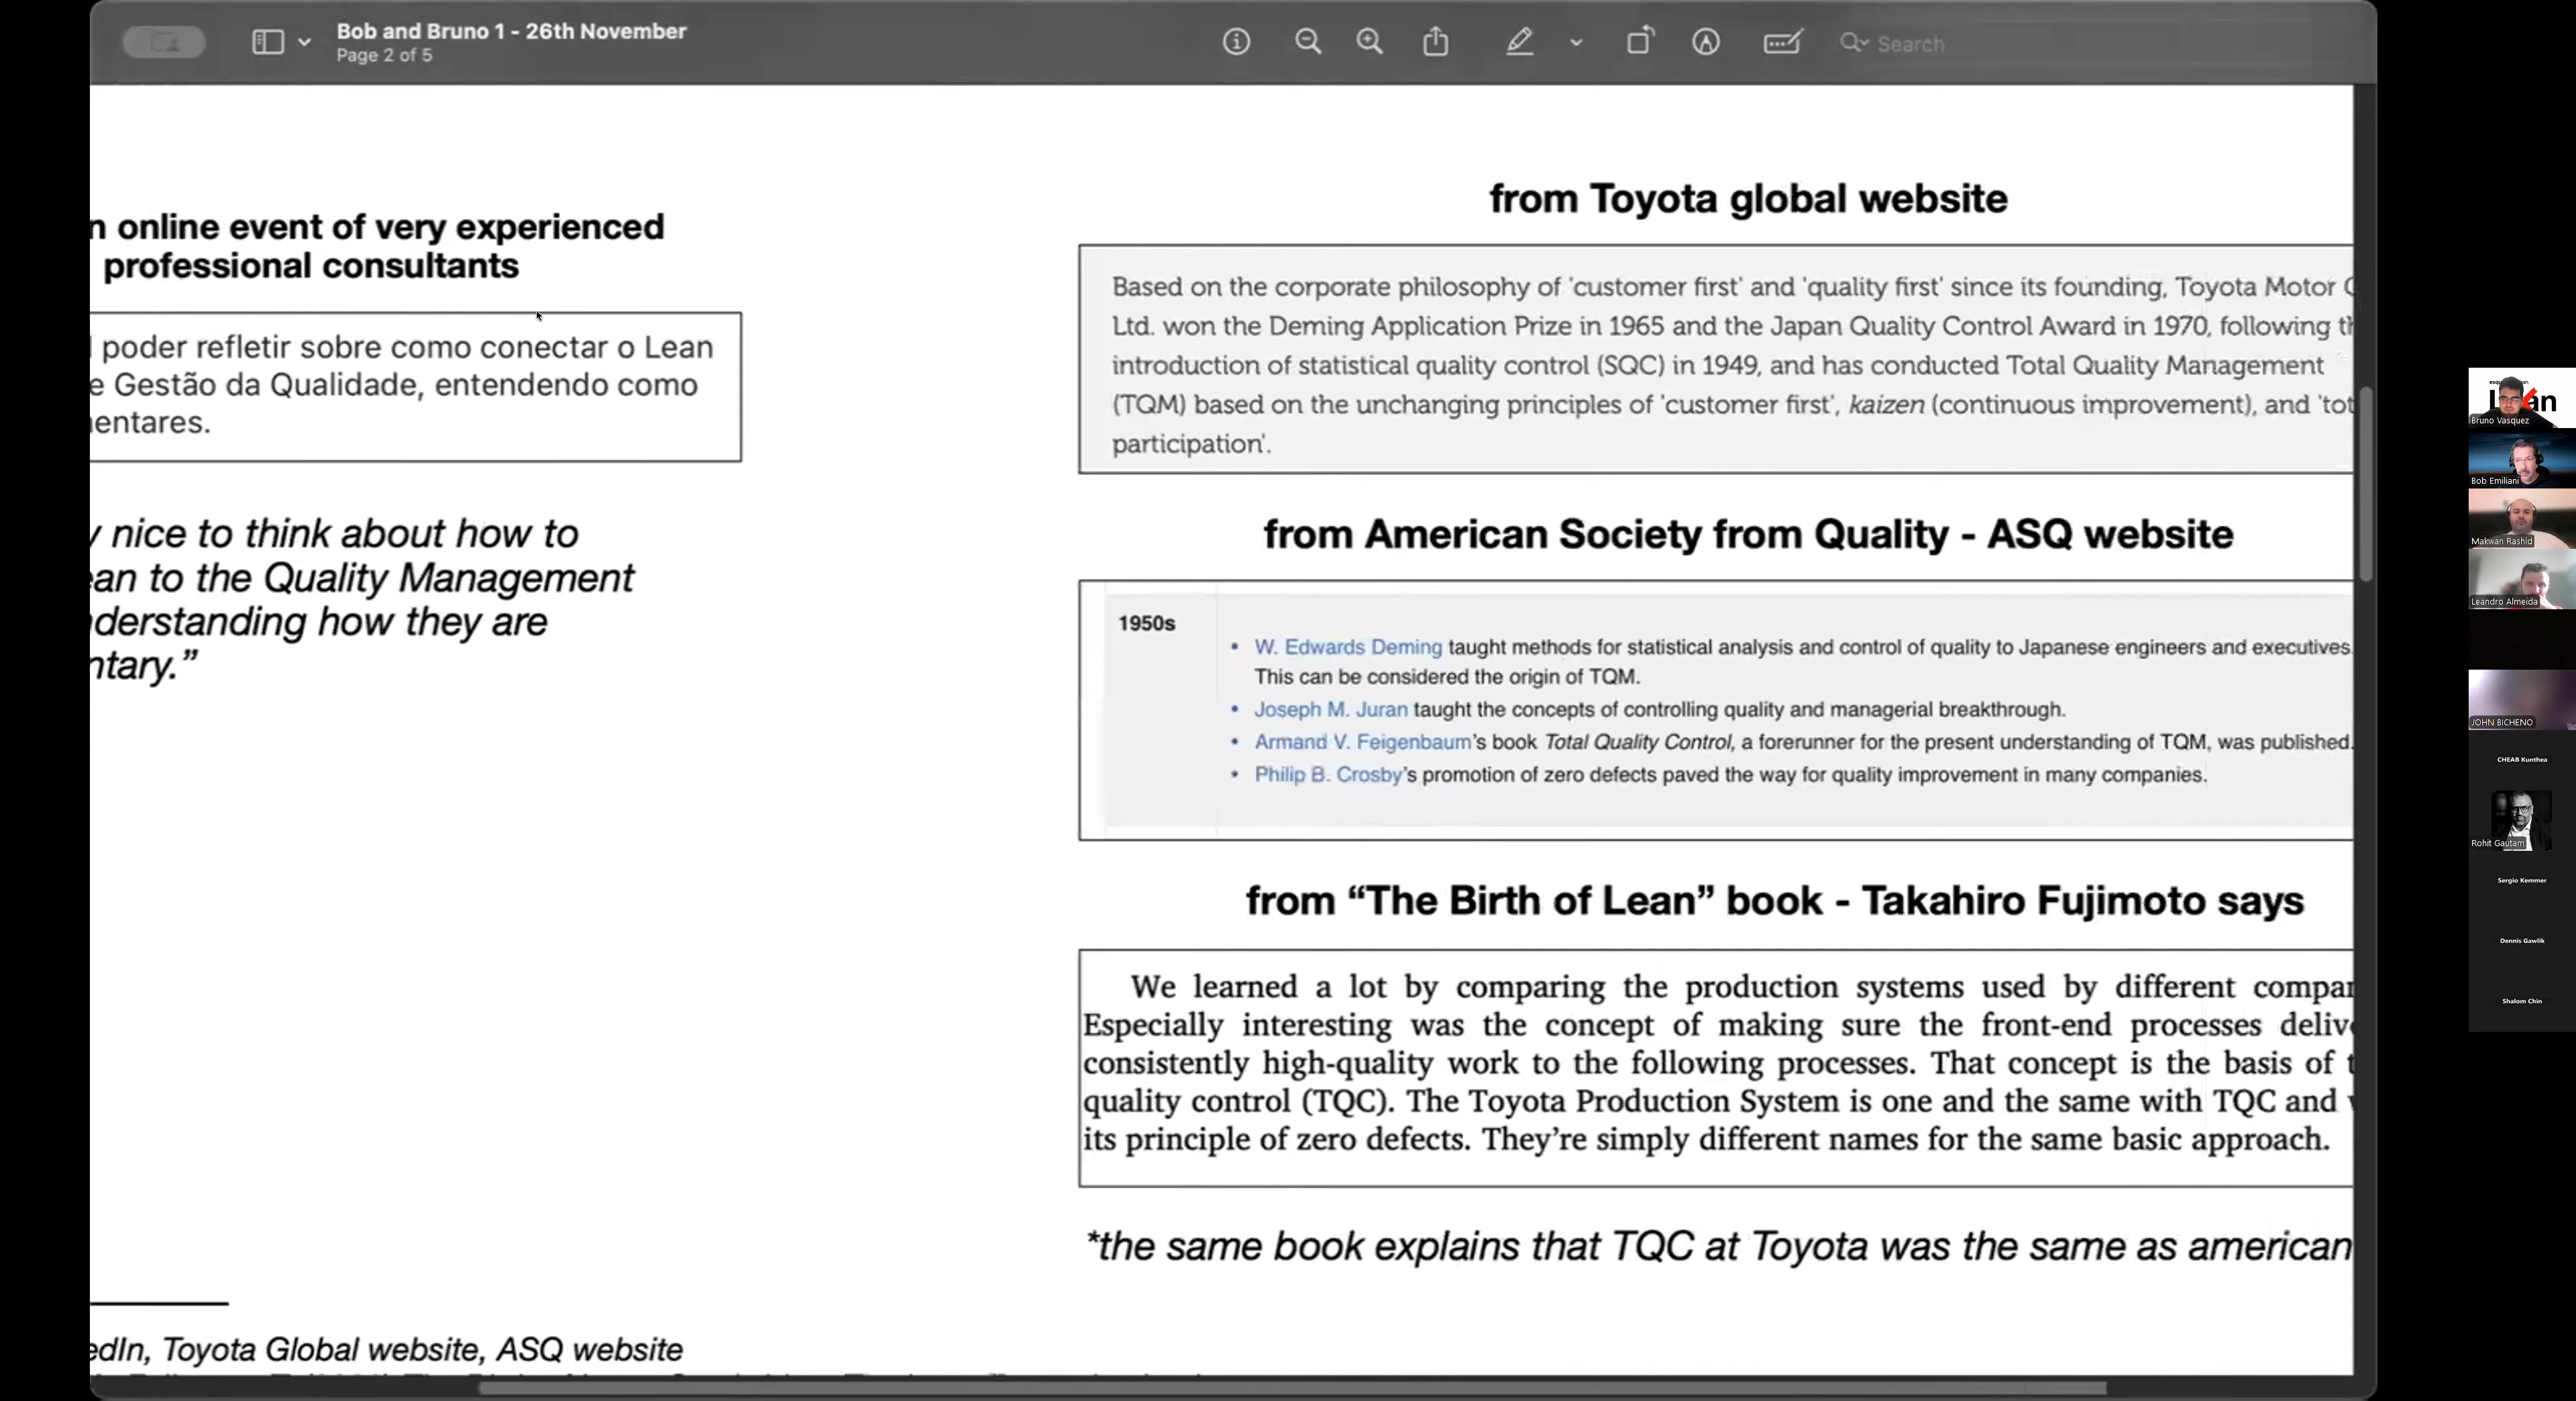 Bob and Bruno 1 - 26th November
Page 2 of 5
Search
n online event of very experienced
professional consultants
poder refletir sobre como conectar o Lean
e Gestão da Qualidade, entendendo como
entares.
y nice to think about how to
ean to the Quality Management
derstanding how they are
ntary.”
edIn, Toyota Global website, ASQ website
from Toyota global website
Based on the corporate philosophy of 'customer first' and 'quality first' since its founding, Toyota Motor
Ltd. won the Deming Application Prize in 1965 and the Japan Quality Control Award in 1970, following th
introduction of statistical quality control (SQC) in 1949, and has conducted Total Quality Management
(TQM) based on the unchanging principles of 'customer first', kaizen (continuous improvement), and 'tot
participation'.
from American Society from Quality - ASQ website
1950s
• W. Edwards Deming taught methods for statistical analysis and control of quality to Japanese engineers and executives.
This can be considered the origin of TQM.
• Joseph M. Juran taught the concepts of controlling quality and managerial breakthrough.
• Armand V. Feigenbaum’s book Total Quality Control, a forerunner for the present understanding of TQM, was published.
• Philip B. Crosby’s promotion of zero defects paved the way for quality improvement in many companies.
from “The Birth of Lean” book - Takahiro Fujimoto says
We learned a lot by comparing the production systems used by different compan
Especially interesting was the concept of making sure the front-end processes delive
consistently high-quality work to the following processes. That concept is the basis of t
quality control (TQC). The Toyota Production System is one and the same with TQC and
its principle of zero defects. They’re simply different names for the same basic approach.
*the same book explains that TQC at Toyota was the same as american
Bruno Vasquez
Bob Emiliani
Makwan Rashid
Leandro Almeida
JOHN BICHENO
CHEAB Kunthea
Rohit Gautam
Sergio Kemmer
Dennis Gawlik
Shalom Chin